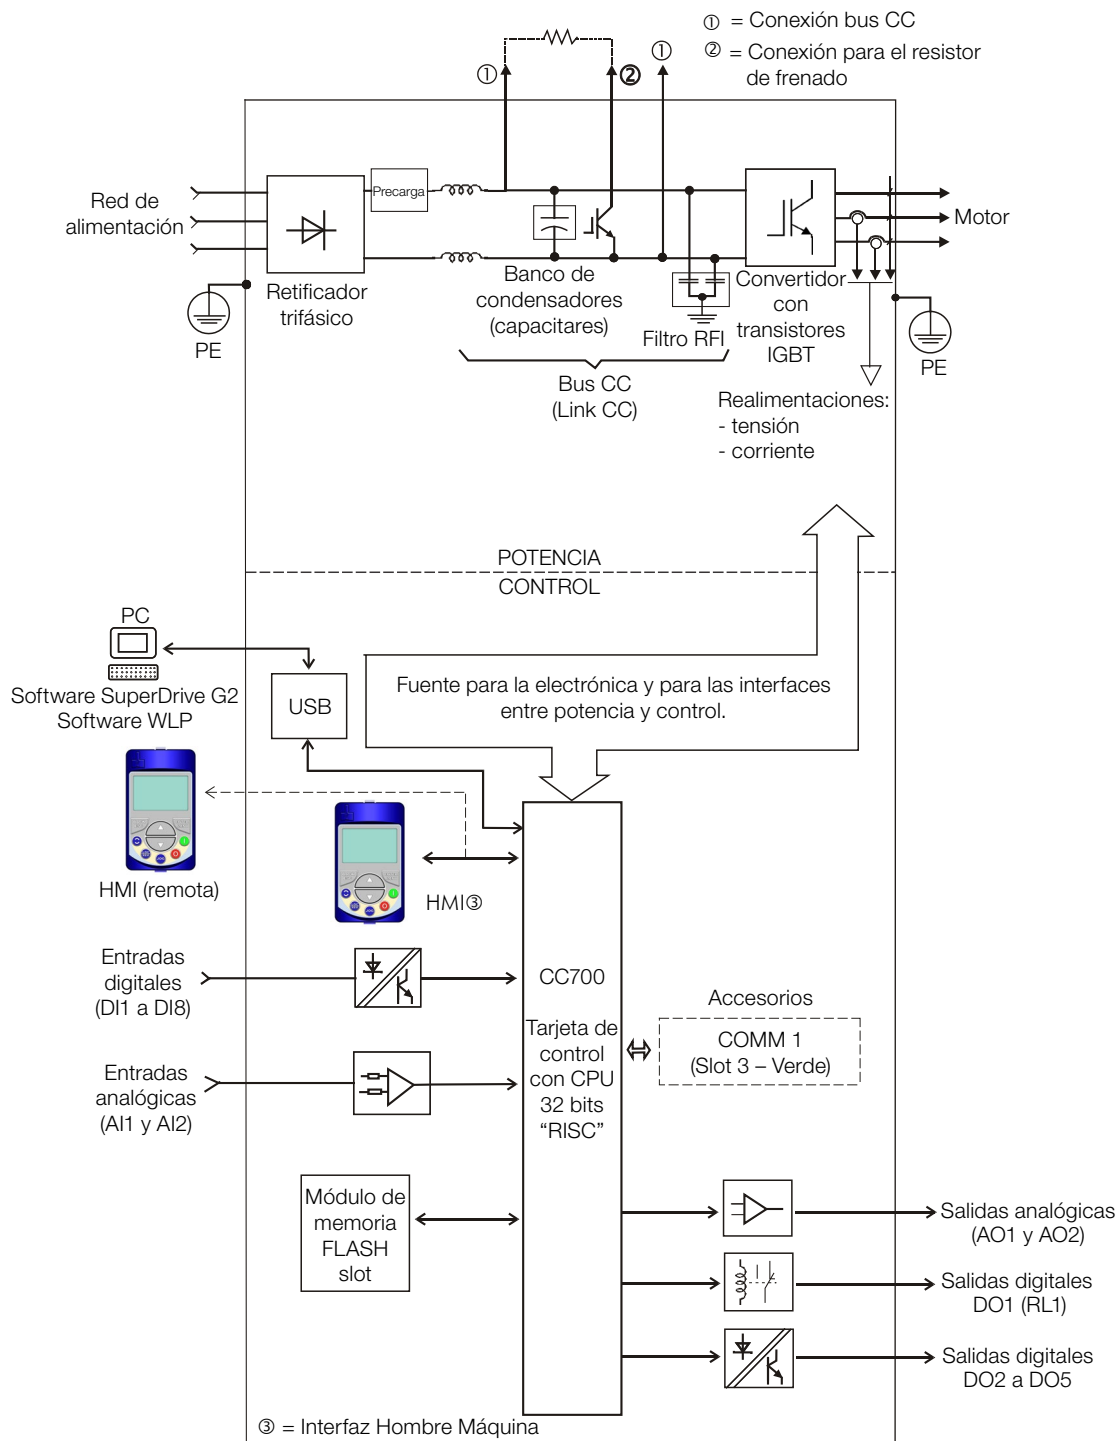 ① = Conexión bus CC
② = Conexión para el resistor
de frenado
①
②
①
Red de
alimentación
Precarga
Motor
PE
Retificador
trifásico
Banco de
condensadores
(capacitares)
Filtro RFI
Convertidor
con
transistores
IGBT
PE
Bus CC
(Link CC)
Realimentaciones:
- tensión
- corriente
POTENCIA
CONTROL
PC
Software SuperDrive G2
Software WLP
USB
Fuente para la electrónica y para las interfaces
entre potencia y control.
HMI (remota)
HMI③
Entradas
digitales
(DI1 a DI8)
CC700
Tarjeta de
control
con CPU
32 bits
“RISC”
Accesorios
COMM 1
(Slot 3 – Verde)
Entradas
analógicas
(AI1 y AI2)
Módulo de
memoria
FLASH
slot
Salidas analógicas
(AO1 y AO2)
Salidas digitales
DO1 (RL1)
Salidas digitales
DO2 a DO5
③ = Interfaz Hombre Máquina